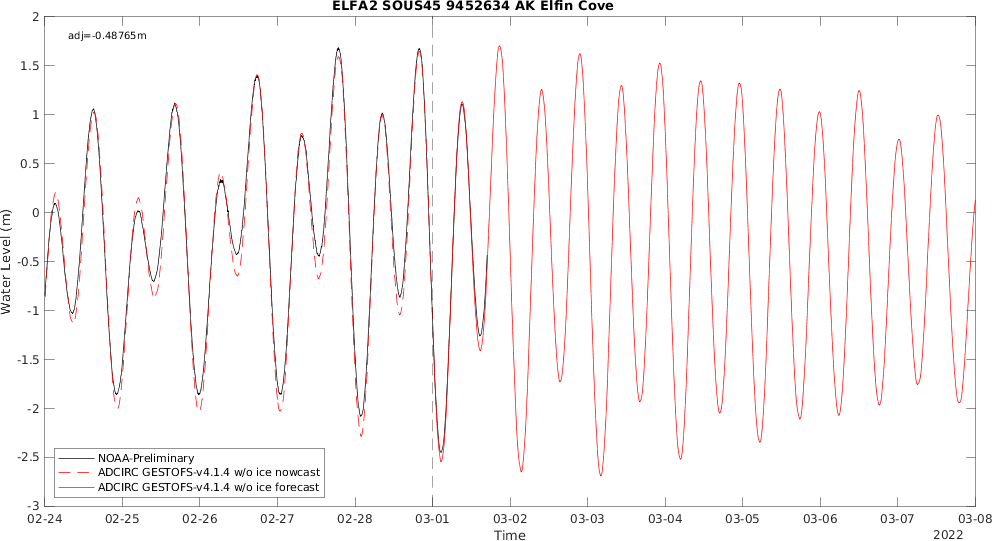 ELFA2 SOUS45 9452634 AK Elfin Cove
adj=-0.48765m
2
1.5
1
0.5
0
-0.5
-1
-1.5
-2
-2.5
-3
Water Level (m)
NOAA-Preliminary
ADCIRC GESTOFS-v4.1.4 w/o ice nowcast
ADCIRC GESTOFS-v4.1.4 w/o ice forecast
02-24 02-25 02-26 02-27 02-28 03-01 03-02 03-03 03-04 03-05 03-06 03-07 03-08
Time
2022